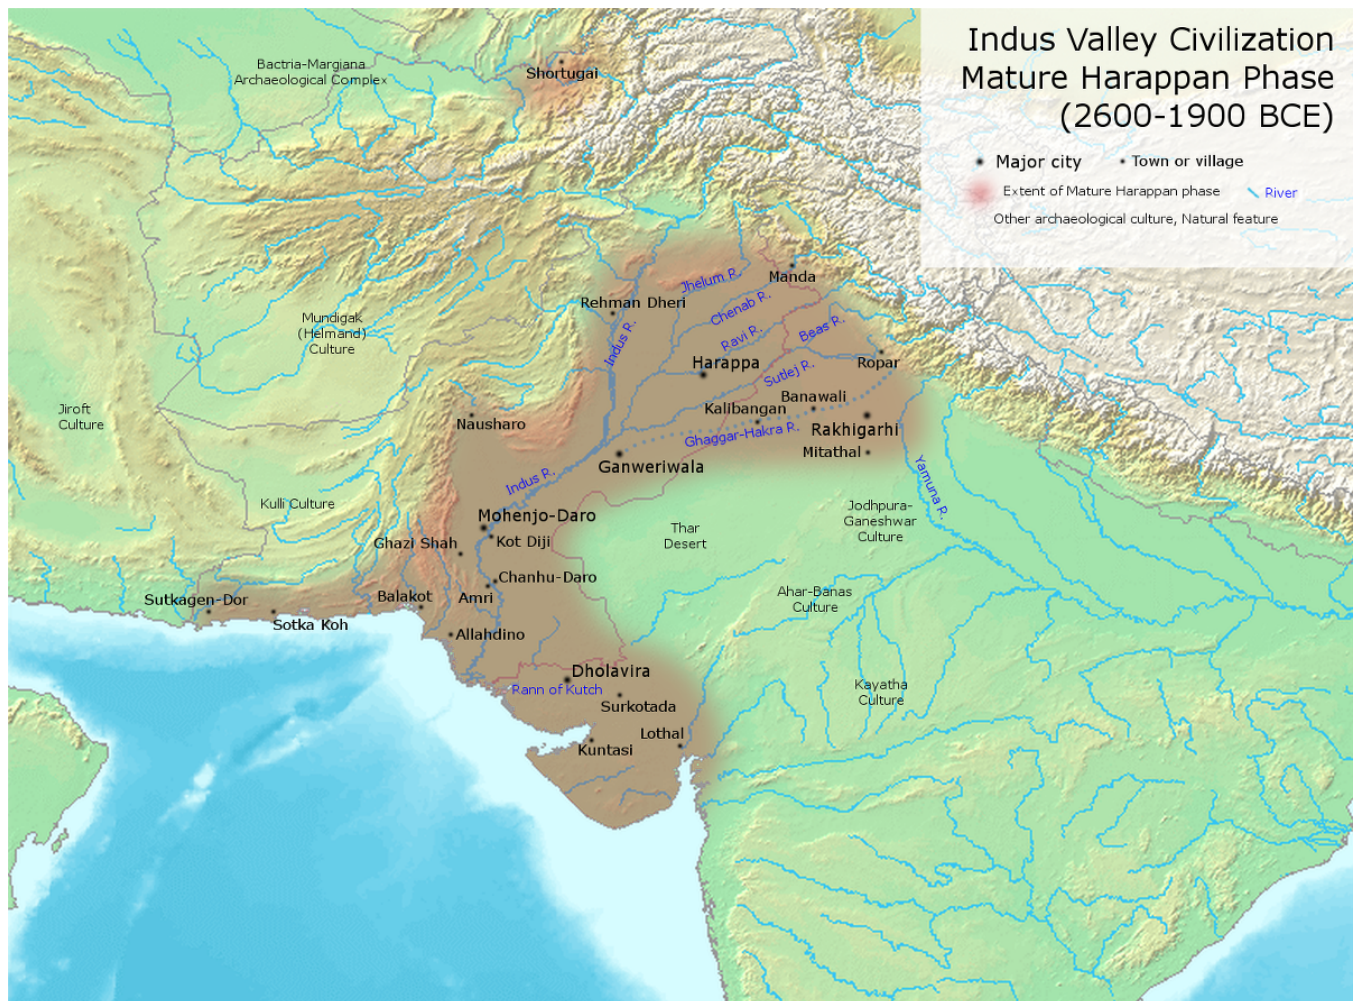 Indus Valley Civilization
Mature Harappan Phase
(2600-1900 BCE)
Major city
Town or village
Extent of Mature Harappan phase
River
Other archaeological culture, Natural feature
Bactria-Margiana
Archaeological Complex
Shortugai
Manda
Jhelum R.
Rehman Dheri
Chenab R.
Mundigak
(Helmand)
Culture
Indus R.
Ravi R.
Beas R.
Harappa
Ropar
Sutlej R.
Jiroft
Culture
Nausharo
Kalibangan
Banawali
Ghaggar-Hakra R.
Rakhigarhi
Mitathal
Ganweriwala
Indus R.
Yamuna R.
Kulli Culture
Mohenjo-Daro
Kot Diji
Ghazi Shah
Thar
Desert
Jodhpura-
Ganeshwar
Culture
Chanhu-Daro
Amri
Sutkagen-Dor
Balakot
Sotka Koh
Ahar-Banas
Culture
Allahdino
Dholavira
Rann of Kutch
Surkotada
Kayatha
Culture
Lothal
Kuntasi